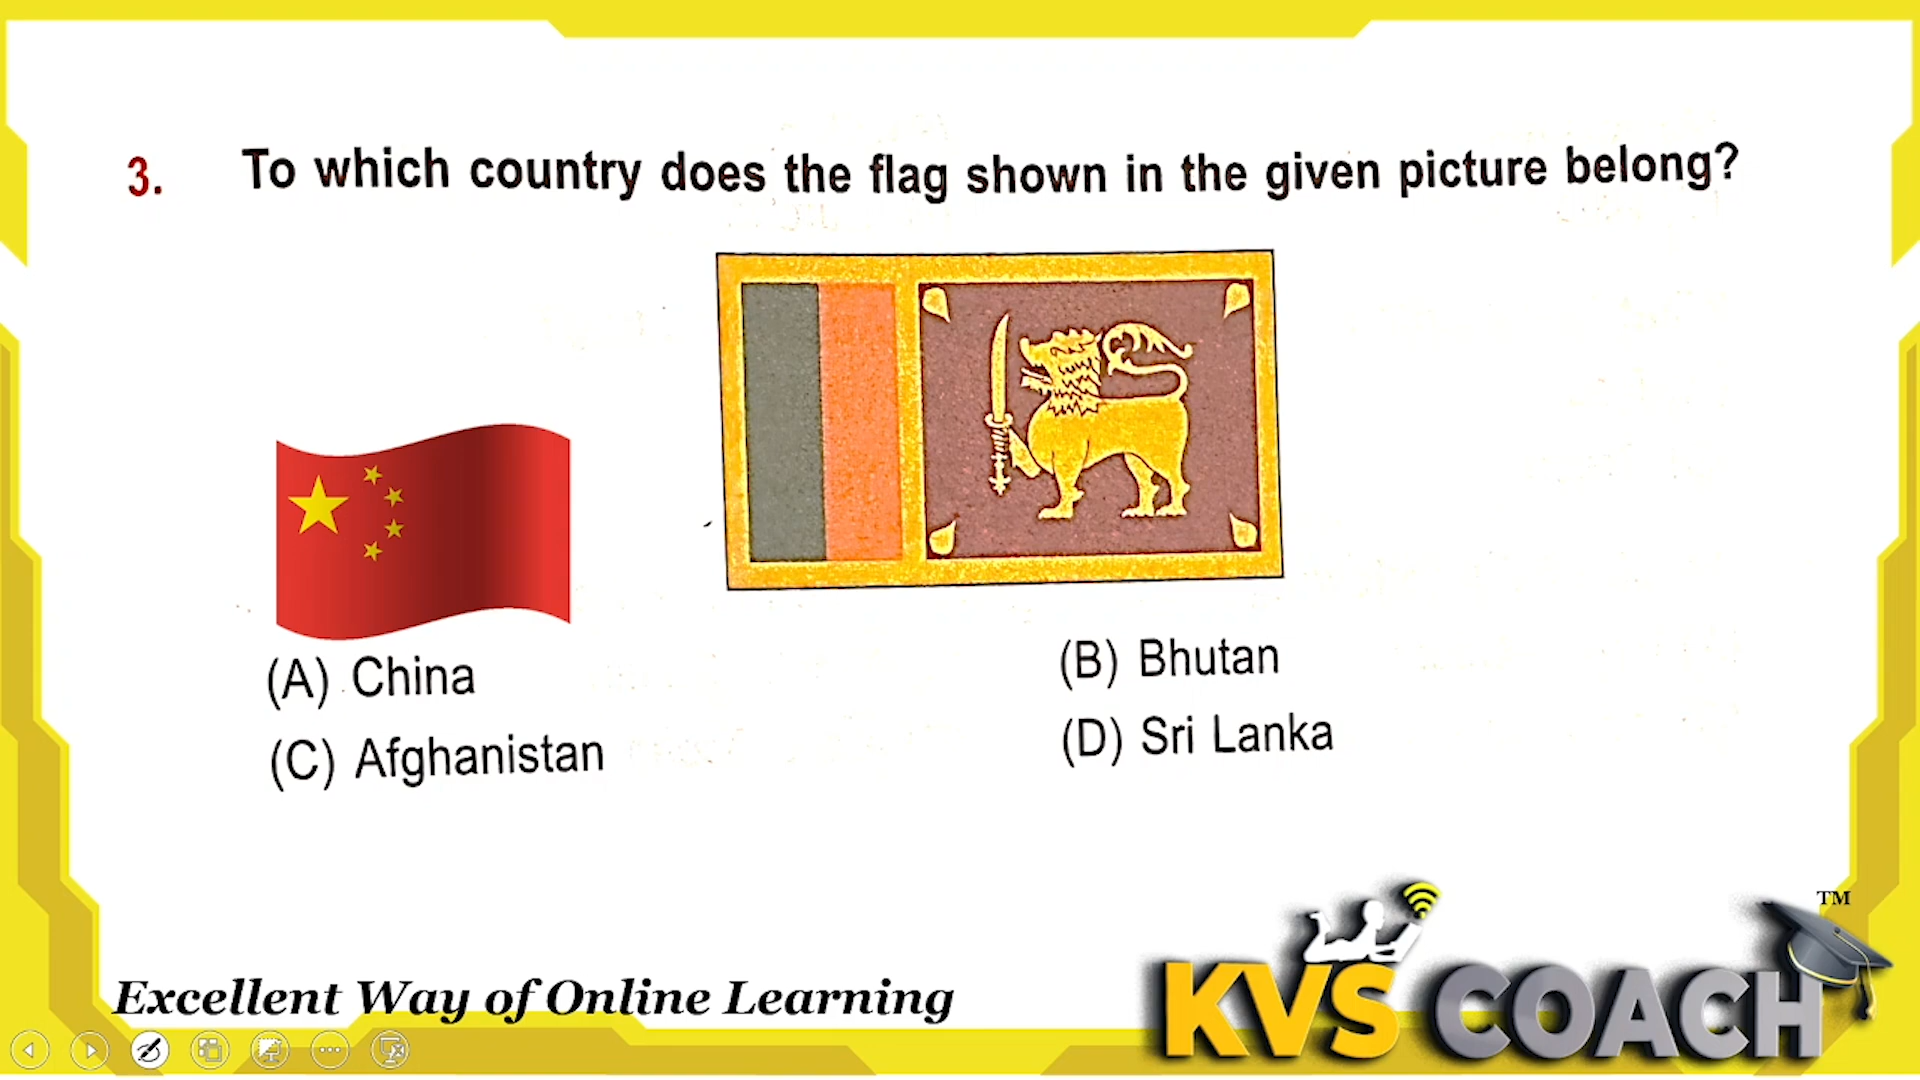 3. To which country does the flag shown in the given picture belong?
(A) China
(B) Bhutan
(C) Afghanistan
(D) Sri Lanka
Excellent Way of Online Learning
KVS COACH TM